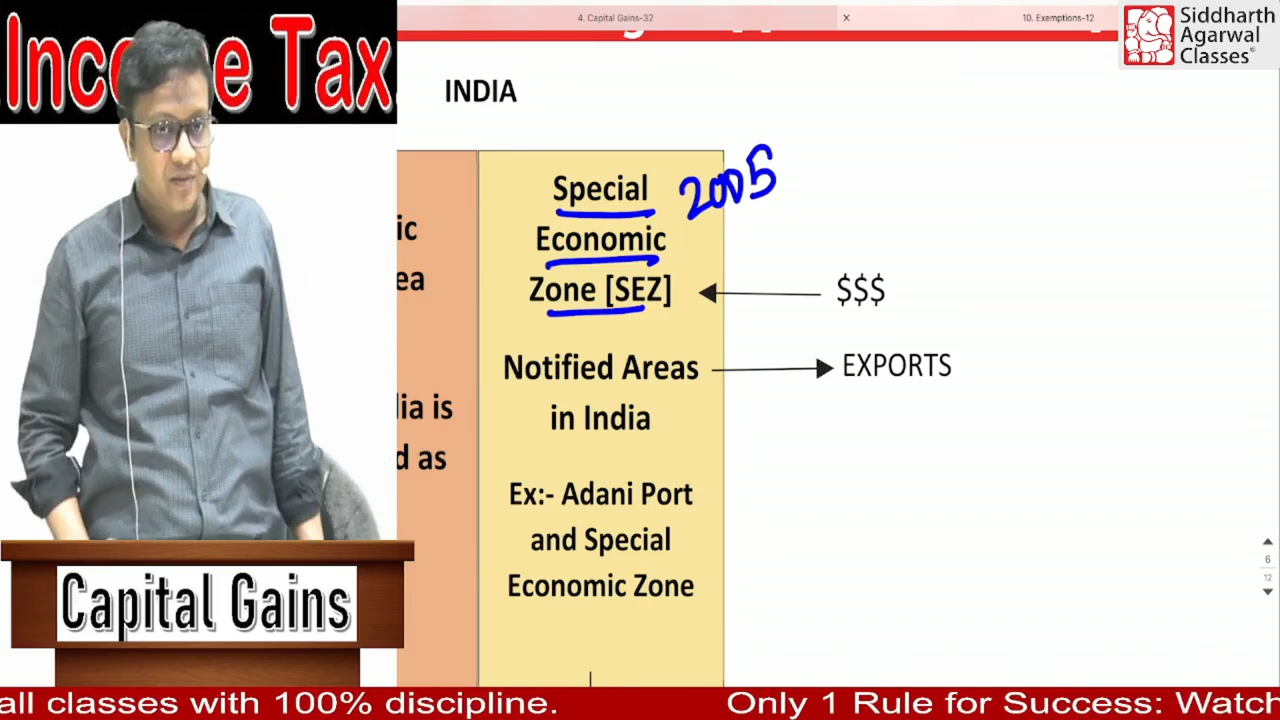 4. Capital Gains-32
X
10. Exemptions-12
Siddharth
Agarwal
Classes
Income Tax
INDIA
ic
ea
lia is
d as
Special
2005
Economic
Zone [SEZ]
$$$
Notified Areas
EXPORTS
in India
Ex:- Adani Port
and Special
Economic Zone
6
12
Capital Gains
all classes with 100% discipline.
Only 1 Rule for Success: Watch